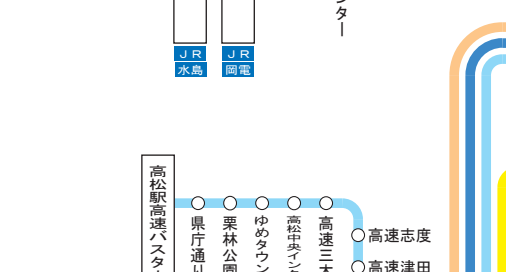 ンター
JR
水島
JR
岡電
高松駅高速バスタ
県庁通り
栗林公園
ゆめタウン
高松中央イン
高速三木
高速志度
高速津田